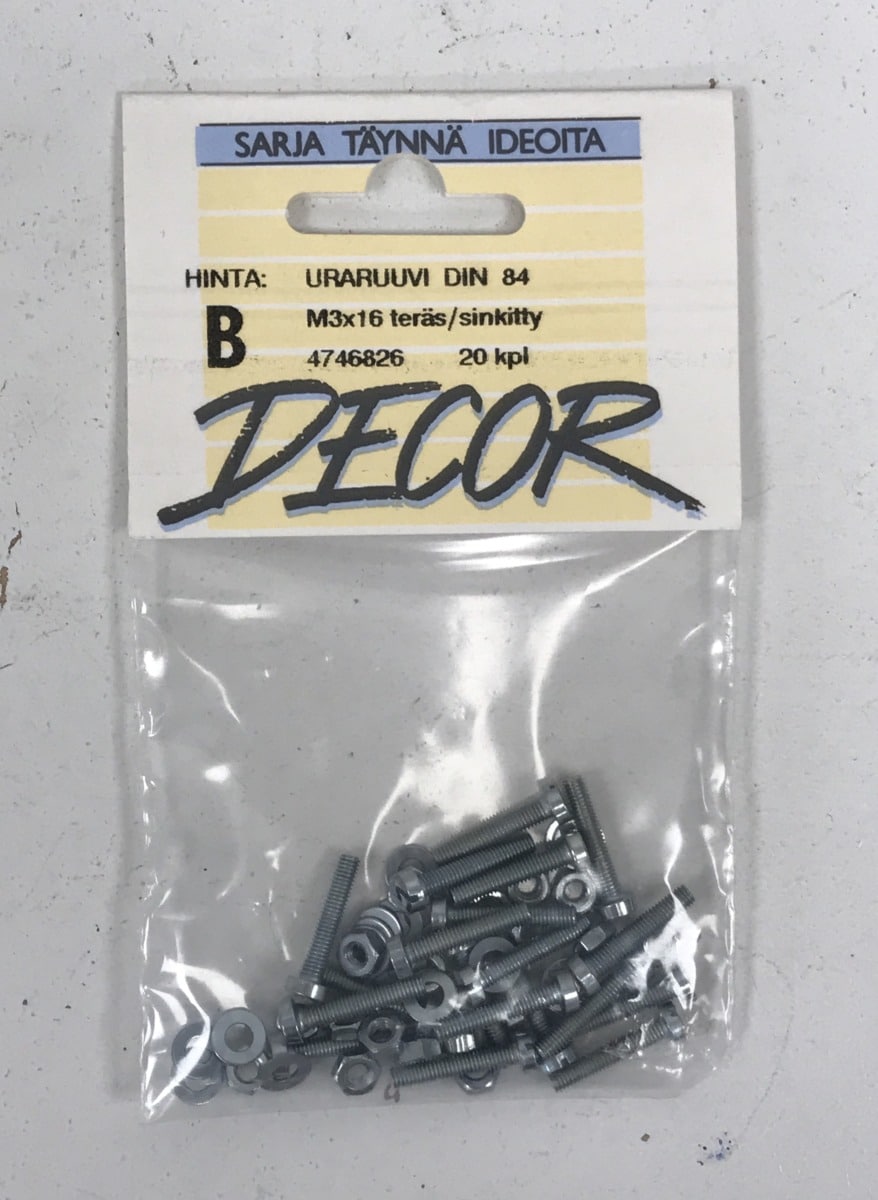 SARJA TÄYNNÄ IDEOITA
HINTA: URARUUVI DIN 84
B M3x16 teräs/sinkitty
4746826 20 kpl
DECOR